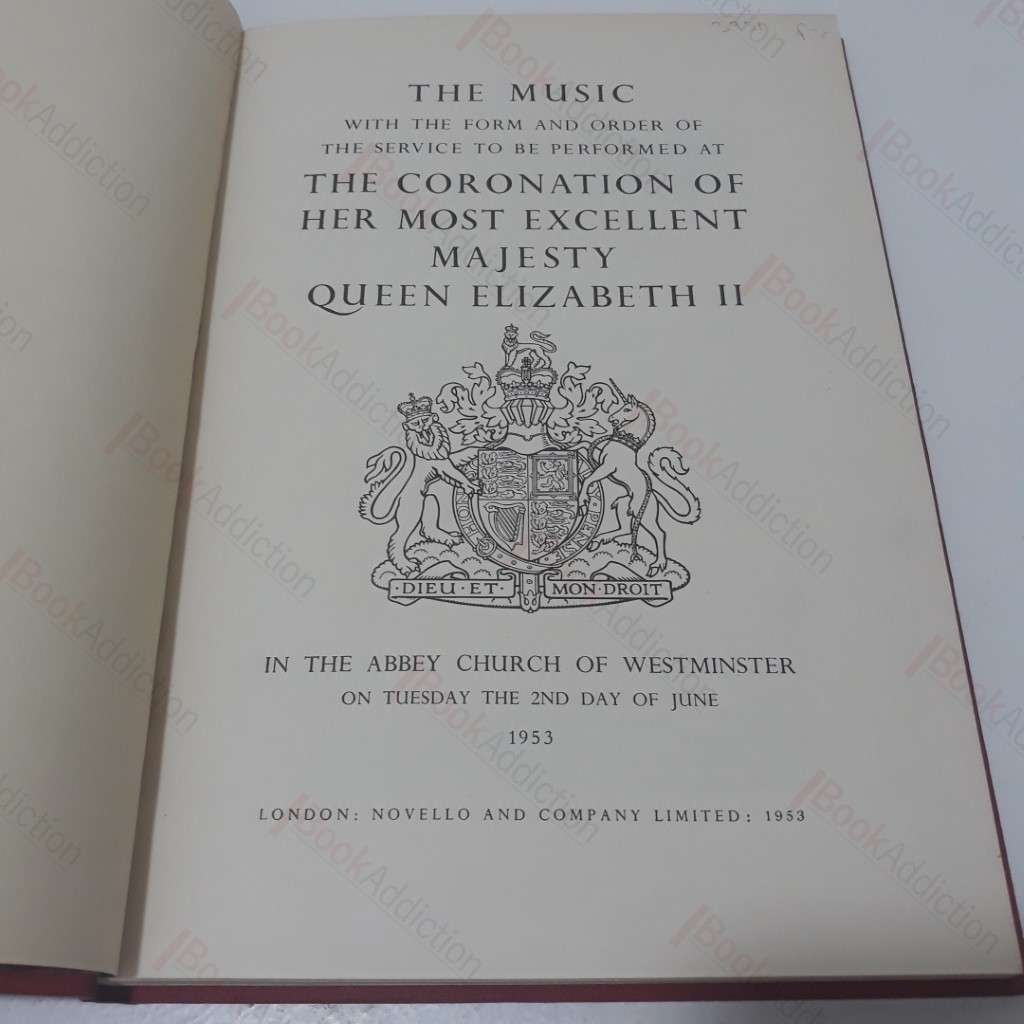 THE MUSIC
WITH THE FORM AND ORDER OF
THE SERVICE TO BE PERFORMED AT
THE CORONATION OF
HER MOST EXCELLENT
MAJESTY
QUEEN ELIZABETH II
DIEU·ET· MON·DROIT
IN THE ABBEY CHURCH OF WESTMINSTER
ON TUESDAY THE 2ND DAY OF JUNE
1953
LONDON: NOVELLO AND COMPANY LIMITED: 1953
BookAddiction